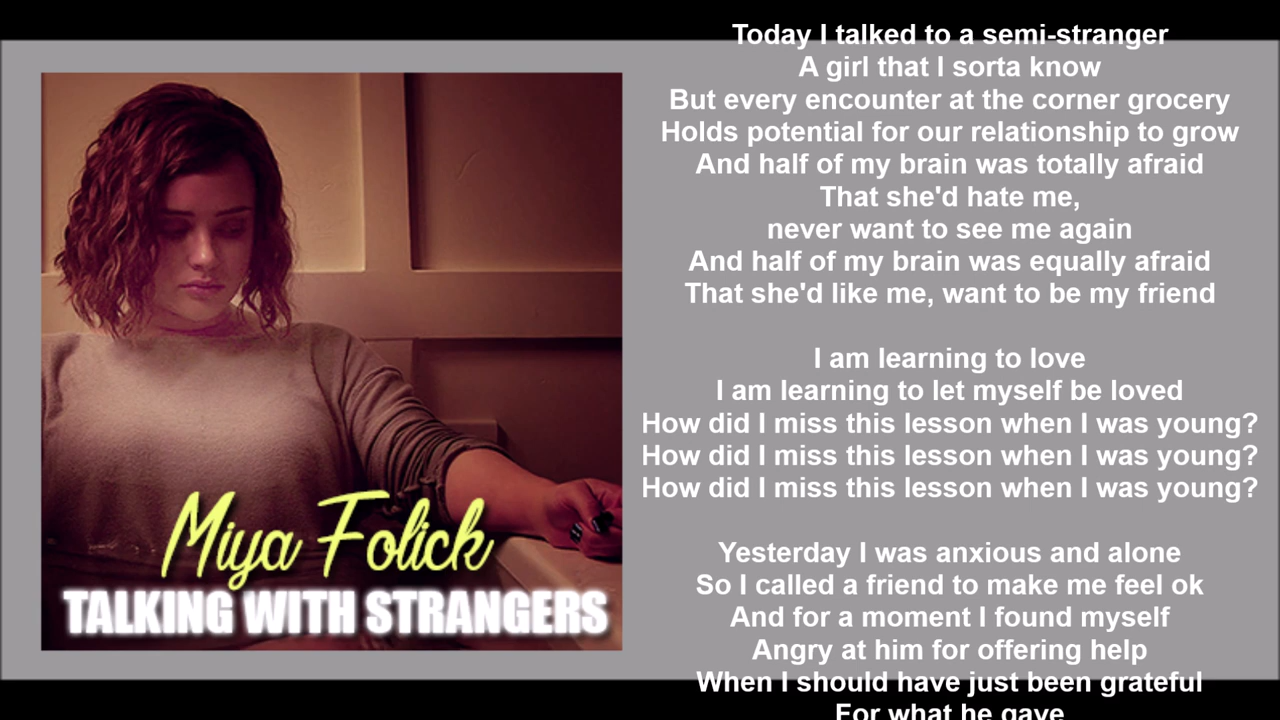 Miya Folick
TALKING WITH STRANGERS
Today I talked to a semi-stranger
A girl that I sorta know
But every encounter at the corner grocery
Holds potential for our relationship to grow
And half of my brain was totally afraid
That she'd hate me,
never want to see me again
And half of my brain was equally afraid
That she'd like me, want to be my friend
I am learning to love
I am learning to let myself be loved
How did I miss this lesson when I was young?
How did I miss this lesson when I was young?
How did I miss this lesson when I was young?
Yesterday I was anxious and alone
So I called a friend to make me feel ok
And for a moment I found myself
Angry at him for offering help
When I should have just been grateful
For what he gave